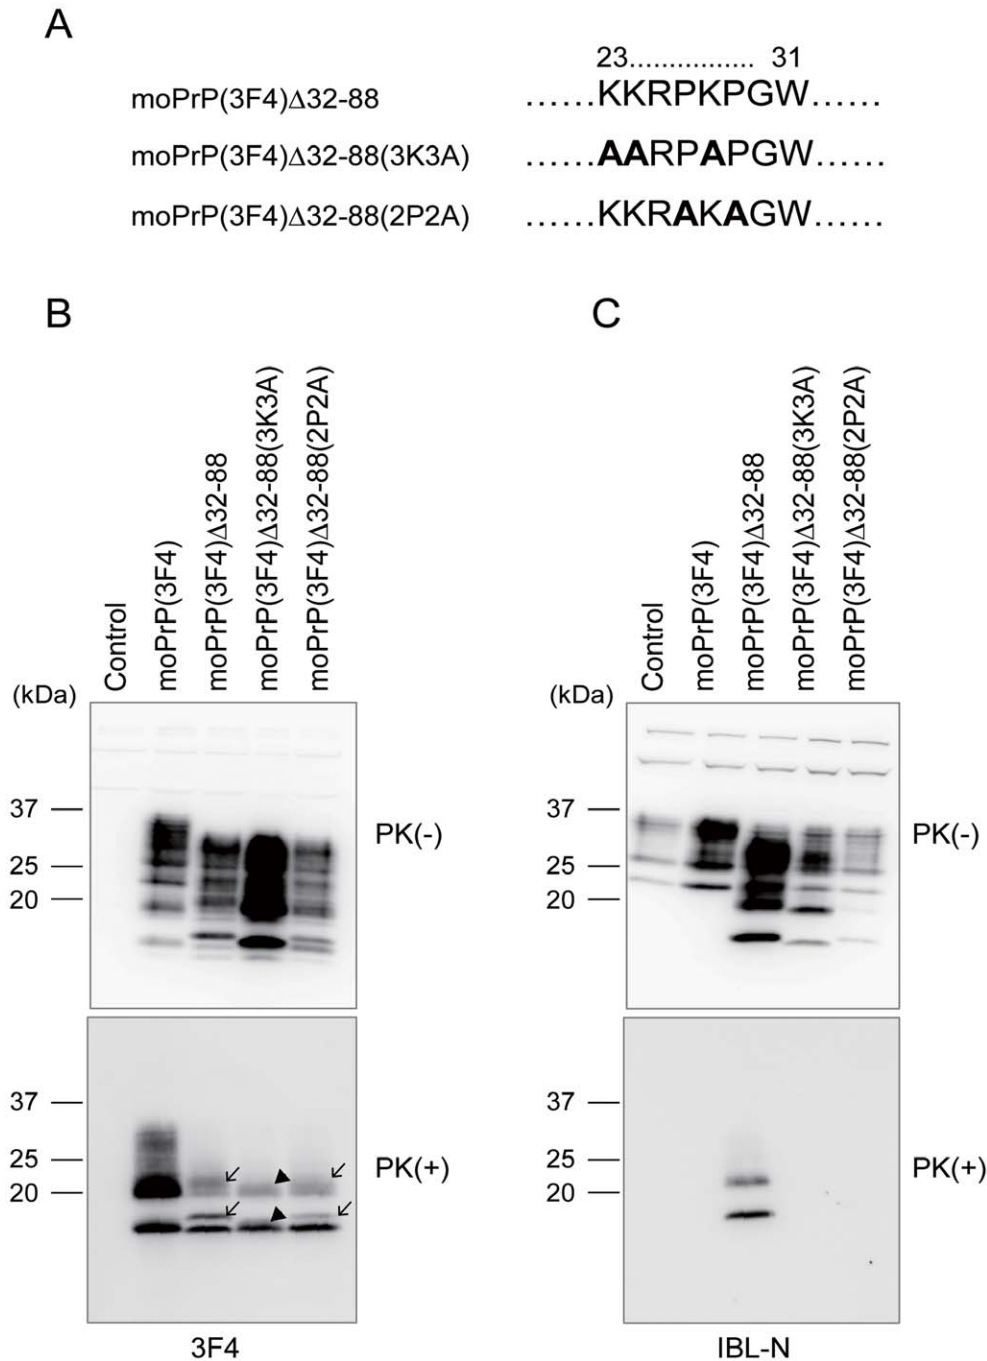 A
23................ 31
moPrP(3F4)Δ32-88 ......KKRPKPGW......
moPrP(3F4)Δ32-88(3K3A) ......AARPAPGW......
moPrP(3F4)Δ32-88(2P2A) ......KKRAKAGW......
B
C
Control
moPrP(3F4)
moPrP(3F4)Δ32-88
moPrP(3F4)Δ32-88(3K3A)
moPrP(3F4)Δ32-88(2P2A)
Control
moPrP(3F4)
moPrP(3F4)Δ32-88
moPrP(3F4)Δ32-88(3K3A)
moPrP(3F4)Δ32-88(2P2A)
(kDa)
37
25
20
PK(-)
37
25
20
PK(+)
3F4
(kDa)
37
25
20
PK(-)
37
25
20
PK(+)
IBL-N